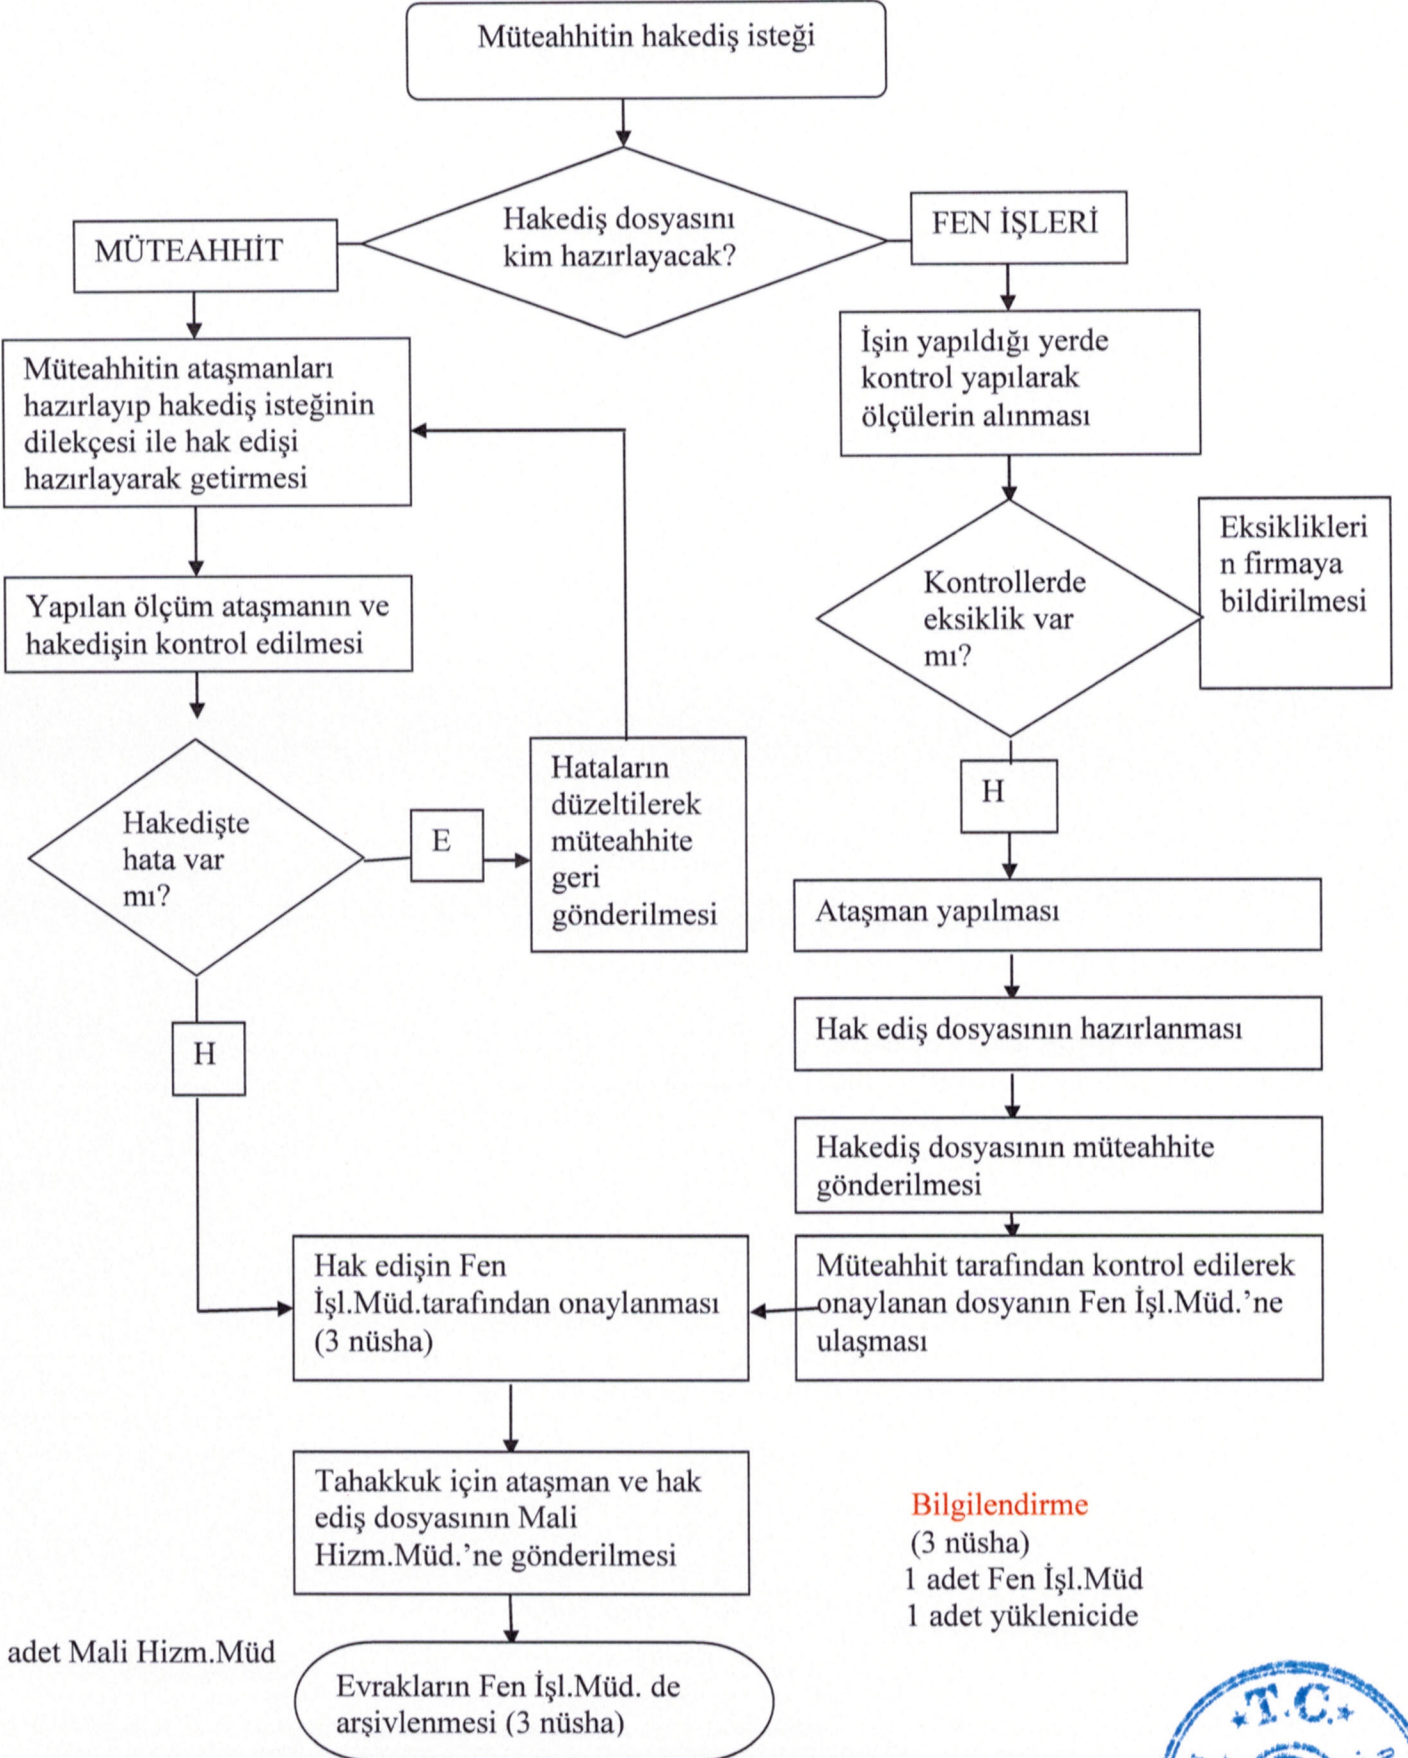 Müteahhitin hakediş isteği
Hakediş dosyasını
kim hazırlayacak?
MÜTEAHHİT
FEN İŞLERİ
Müteahhitin ataşmanları
hazırlayıp hakediş isteğinin
dilekçesi ile hak edişi
hazırlayarak getirmesi
İşin yapıldığı yerde
kontrol yapılarak
ölçülerin alınması
Yapılan ölçüm ataşmanın ve
hakedişin kontrol edilmesi
Kontrollerde
eksiklik var
mı?
Eksiklikleri
n firmaya
bildirilmesi
Hakedişte
hata var
mı?
E
Hataların
düzeltilerek
müteahhite
geri
gönderilmesi
H
H
Ataşman yapılması
Hak ediş dosyasının hazırlanması
Hakediş dosyasının müteahhite
gönderilmesi
Müteahhit tarafından kontrol edilerek
onaylanan dosyanın Fen İşl.Müd.’ne
ulaşması
Hak edişin Fen
İşl.Müd.tarafından onaylanması
(3 nüsha)
Tahakkuk için ataşman ve hak
ediş dosyasının Mali
Hizm.Müd.’ne gönderilmesi
Bilgilendirme
(3 nüsha)
1 adet Fen İşl.Müd
1 adet yüklenicide
adet Mali Hizm.Müd
Evrakların Fen İşl.Müd. de
arşivlenmesi (3 nüsha)
T.C.